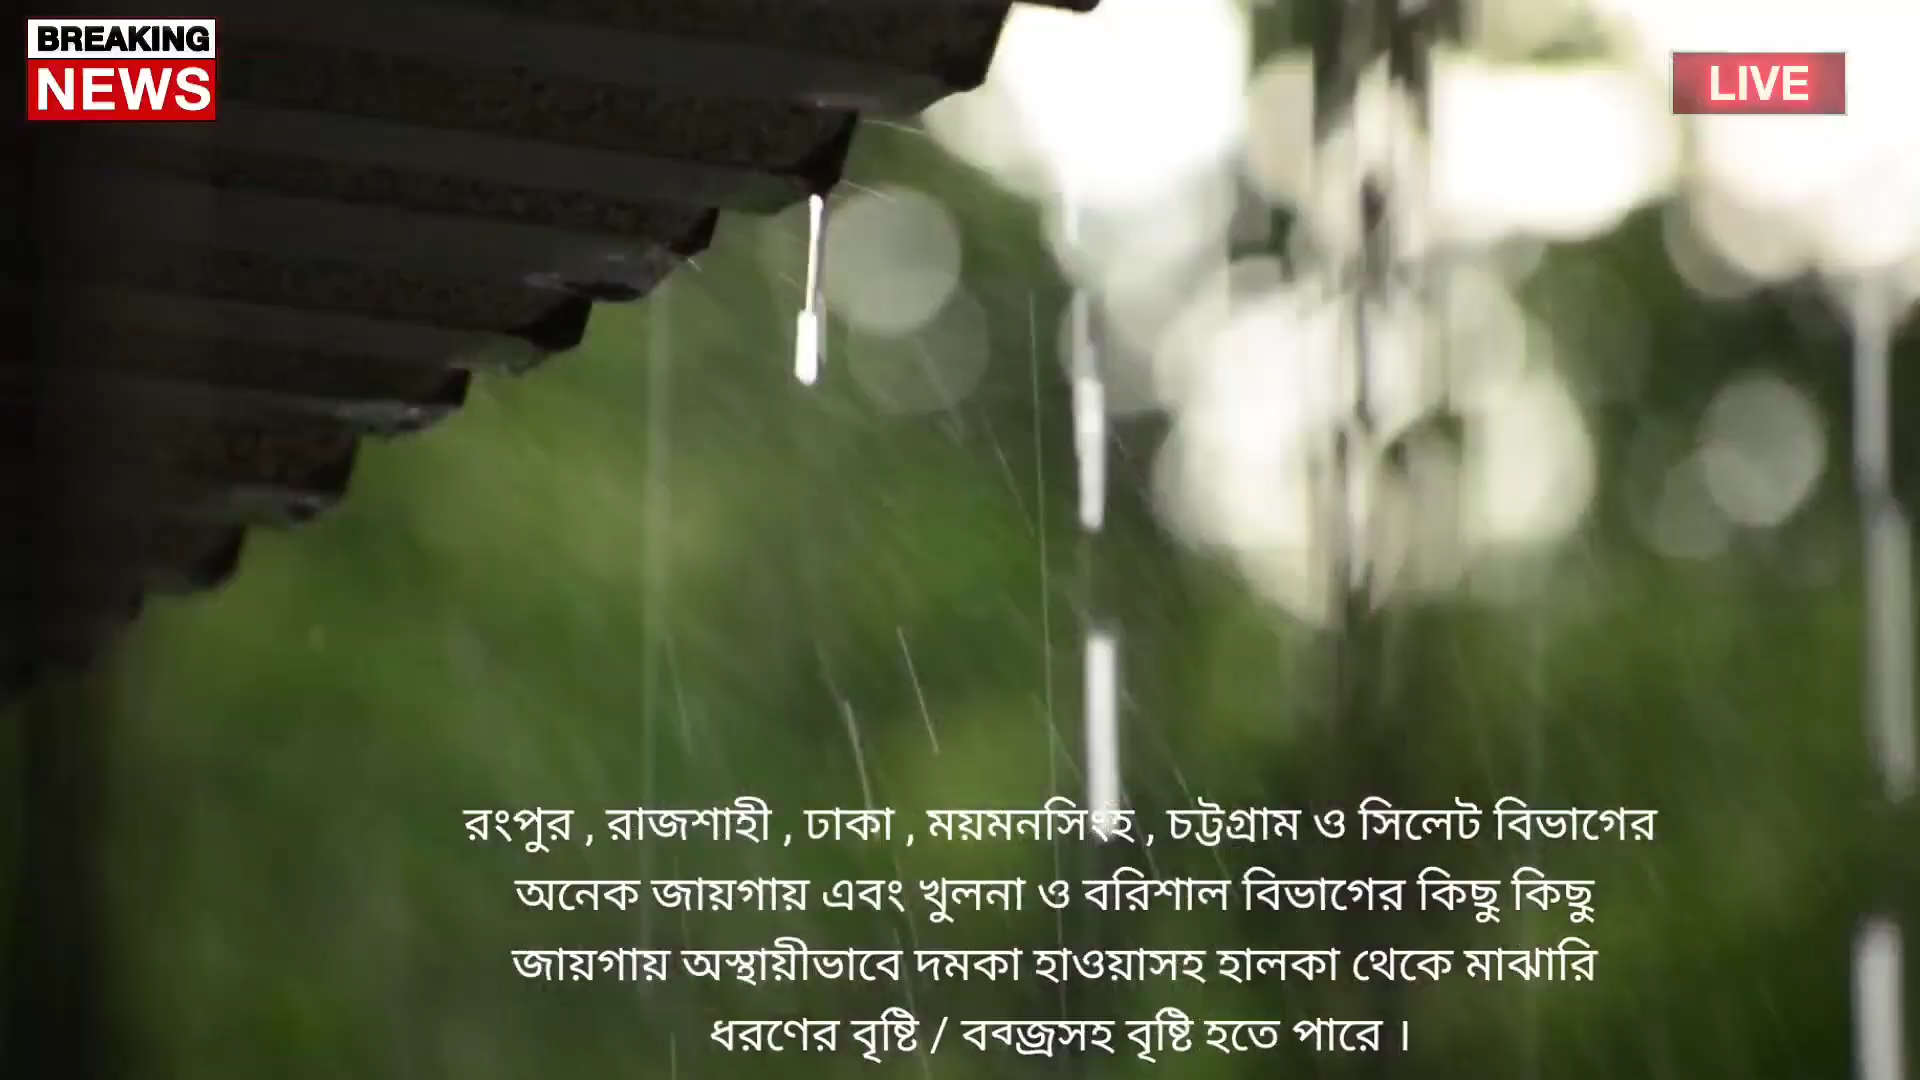 BREAKING
NEWS
LIVE
রংপুর , রাজশাহী , ঢাকা , ময়মনসিংহ , চট্টগ্রাম ও সিলেট বিভাগের
অনেক জায়গায় এবং খুলনা ও বরিশাল বিভাগের কিছু কিছু
জায়গায় অস্থায়ীভাবে দমকা হাওয়াসহ হালকা থেকে মাঝারি
ধরণের বৃষ্টি / বব্জ্রসহ বৃষ্টি হতে পারে ।